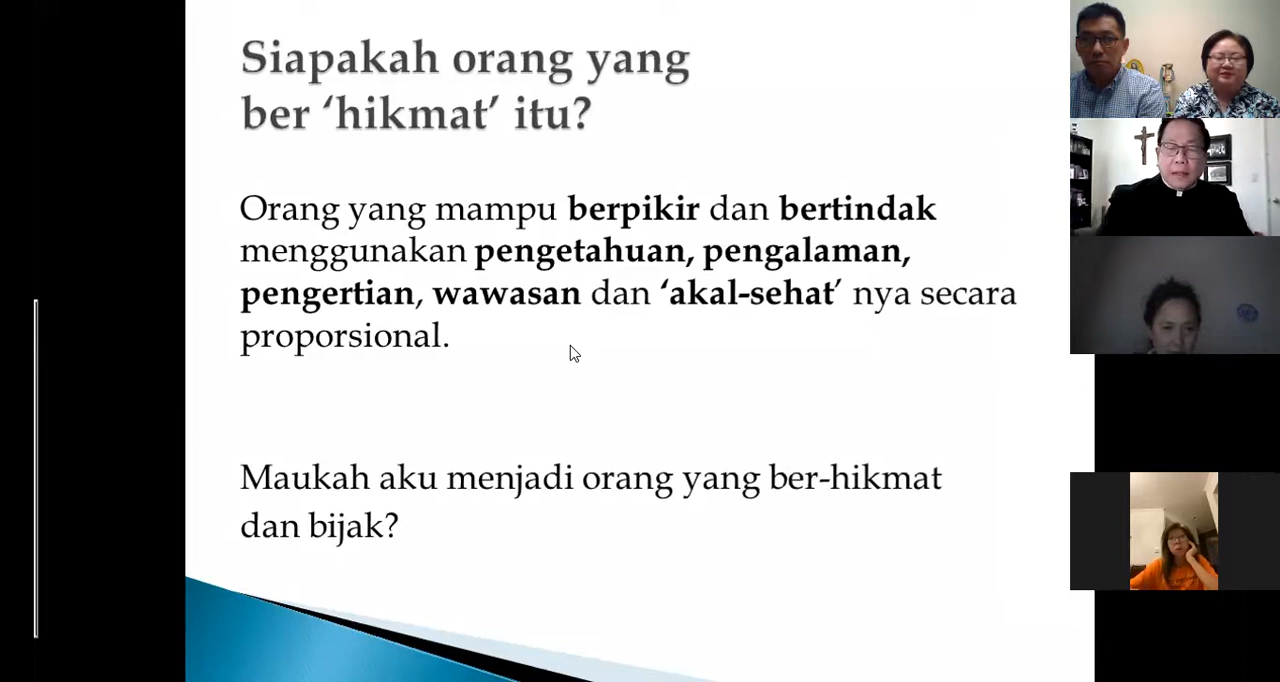 Siapakah orang yang
ber ‘hikmat’ itu?
Orang yang mampu berpikir dan bertindak
menggunakan pengetahuan, pengalaman,
pengertian, wawasan dan ‘akal-sehat’ nya secara
proporsional.
Maukah aku menjadi orang yang ber-hikmat
dan bijak?